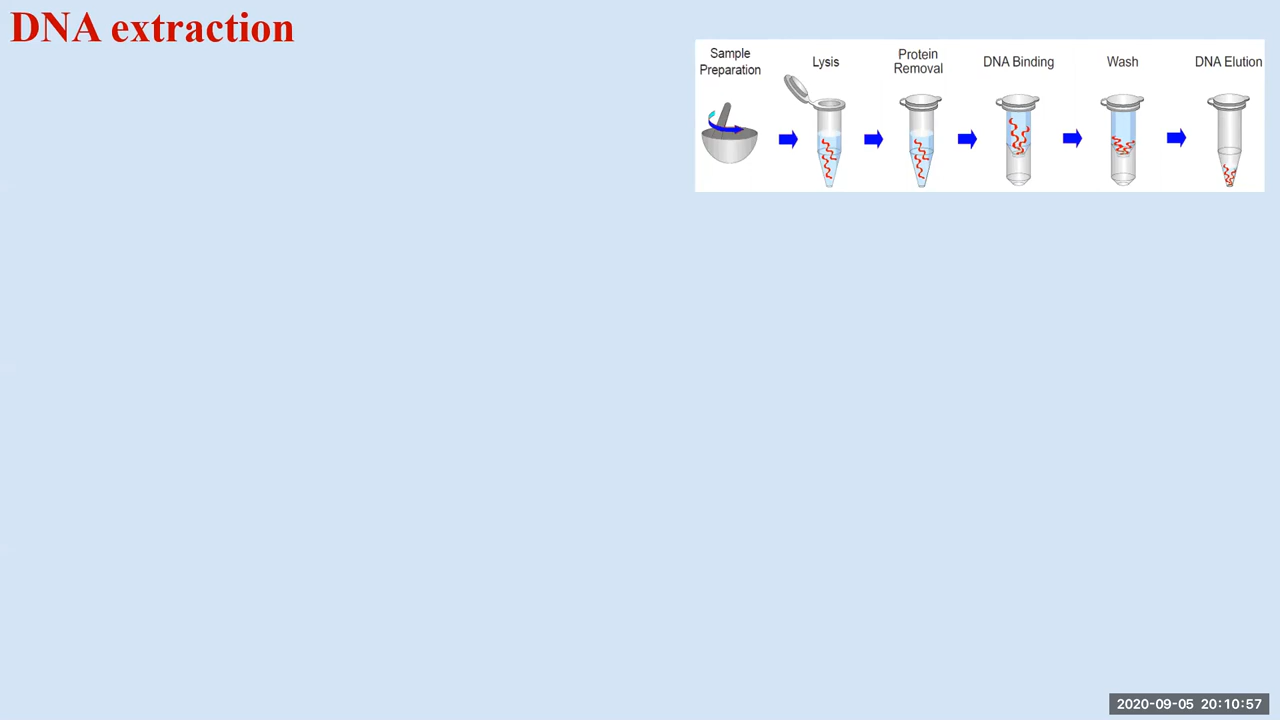 DNA extraction
Sample
Preparation
Lysis
Protein
Removal
DNA Binding
Wash
DNA Elution
2020-09-05 20:10:57